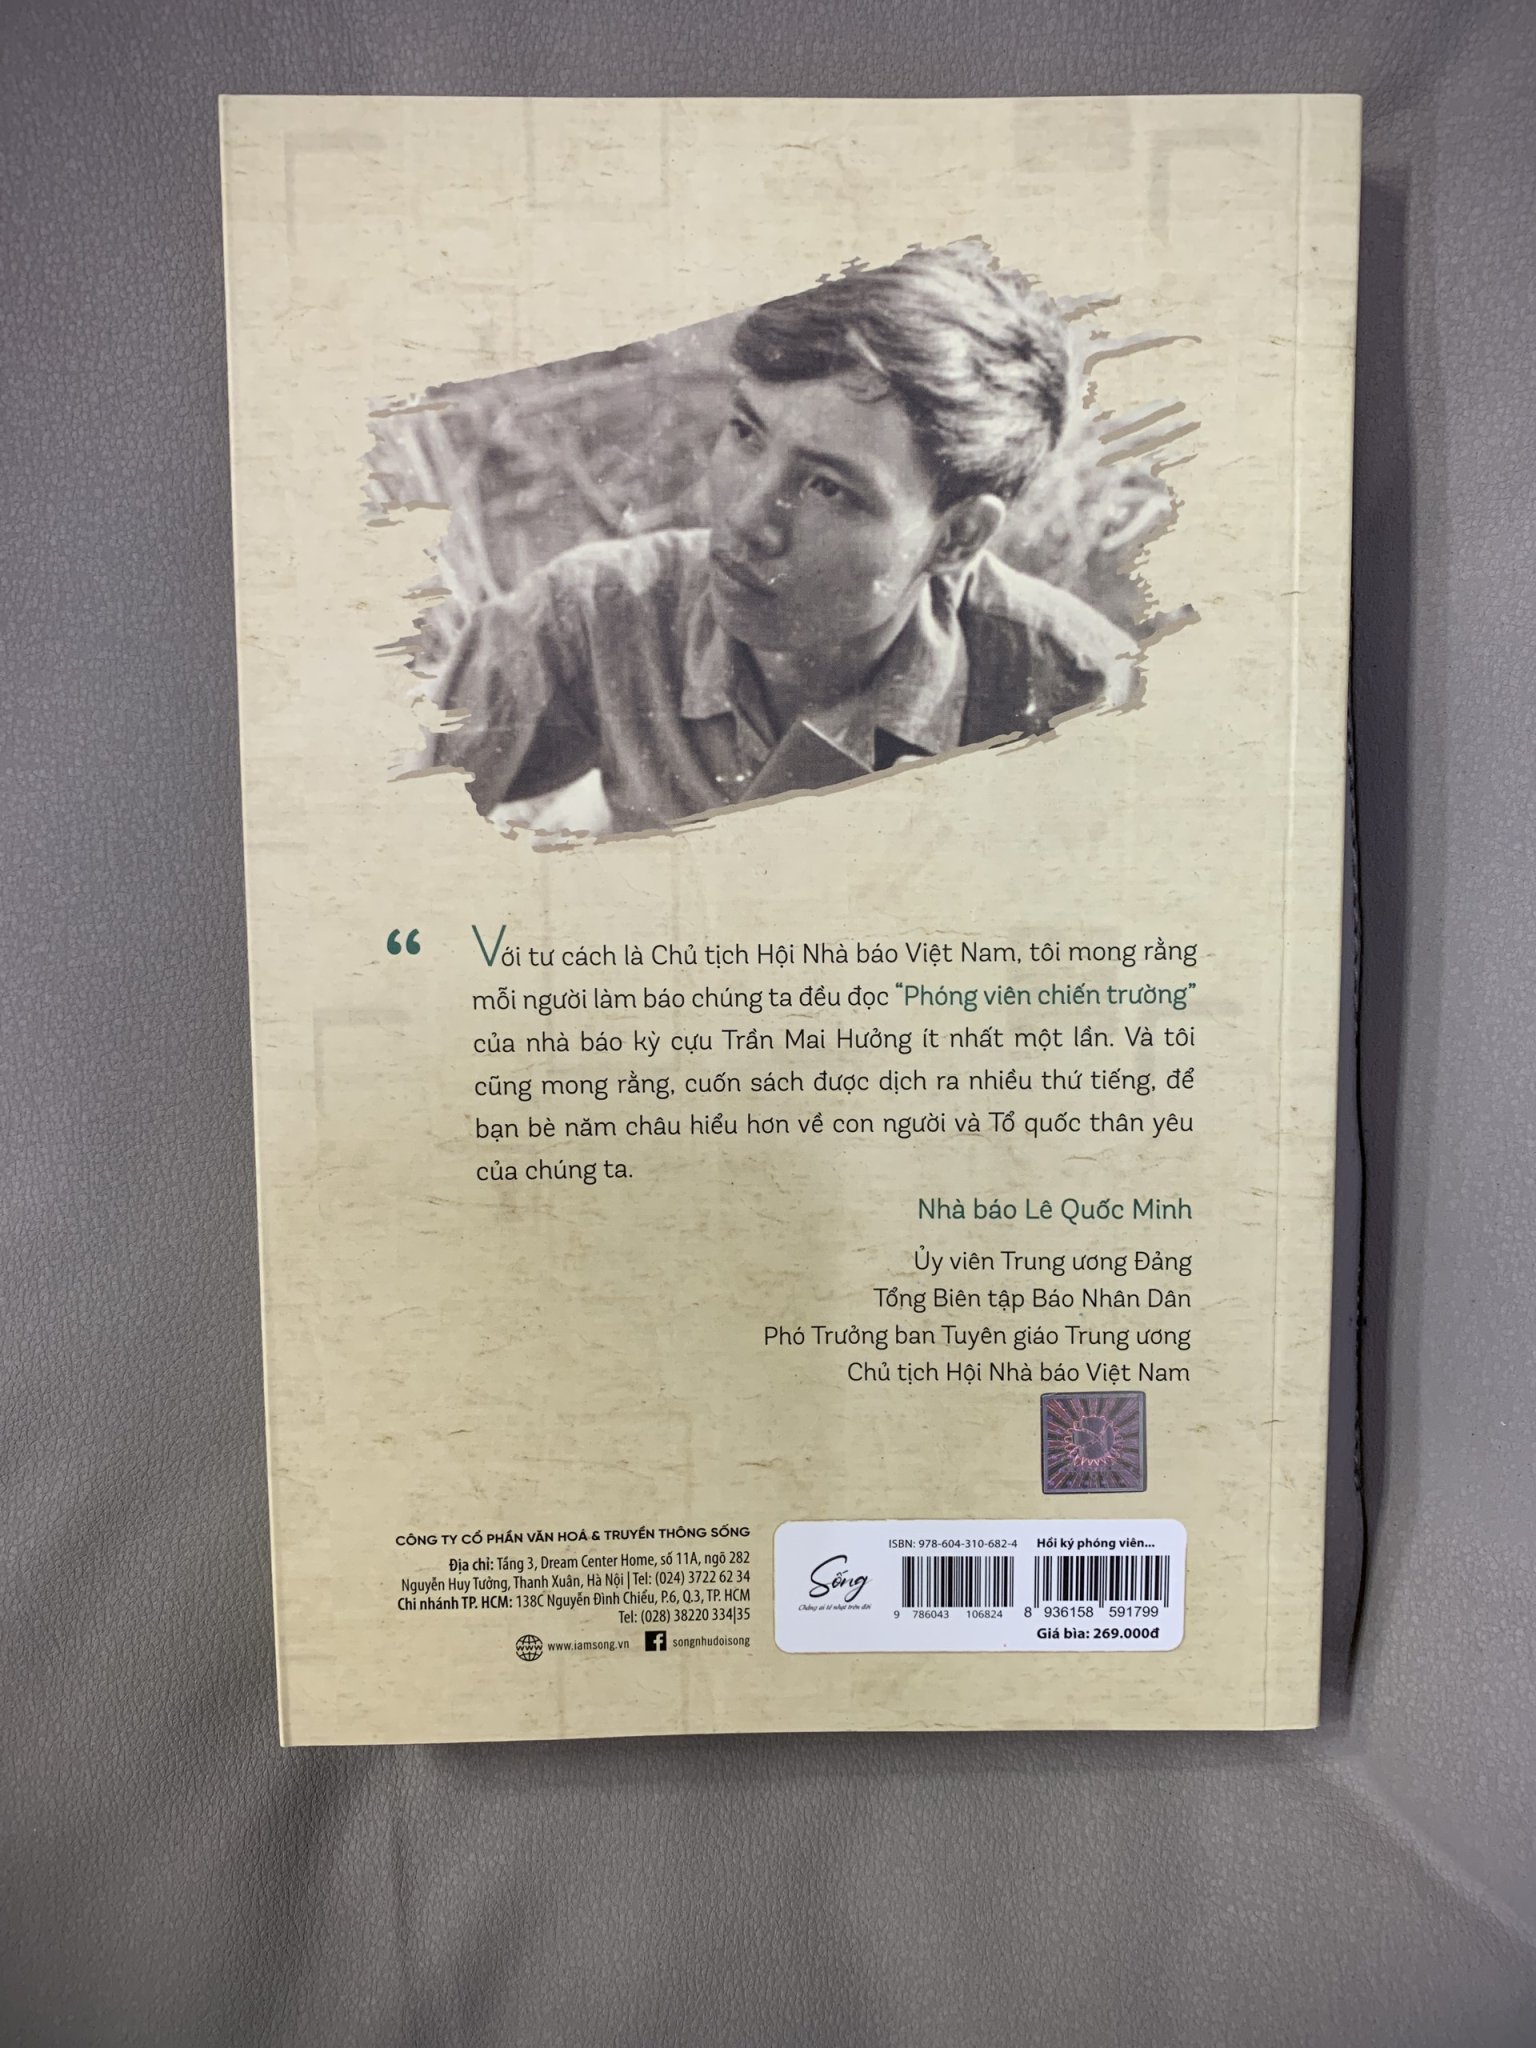 “ Với tư cách là Chủ tịch Hội Nhà báo Việt Nam, tôi mong rằng
mỗi người làm báo chúng ta đều đọc “Phóng viên chiến trường”
của nhà báo kỳ cựu Trần Mai Hưởng ít nhất một lần. Và tôi
cũng mong rằng, cuốn sách được dịch ra nhiều thứ tiếng, để
bạn bè năm châu hiểu hơn về con người và Tổ quốc thân yêu
của chúng ta.
Nhà báo Lê Quốc Minh
Ủy viên Trung ương Đảng
Tổng Biên tập Báo Nhân Dân
Phó Trưởng ban Tuyên giáo Trung ương
Chủ tịch Hội Nhà báo Việt Nam
CÔNG TY CỔ PHẦN VĂN HOÁ & TRUYỀN THÔNG SỐNG
Địa chỉ: Tầng 3, Dream Center Home, số 11A, ngõ 282
Nguyễn Huy Tưởng, Thanh Xuân, Hà Nội | Tel: (024) 3722 62 34
Chi nhánh TP. HCM: 138C Nguyễn Đình Chiểu, P.6, Q.3, TP. HCM
Tel: (028) 38220 334|35
www.iamsong.vn songnhudoisong
Sống
Chẳng ai tẻ nhạt trên đời
ISBN: 978-604-310-682-4 Hồi ký phóng viên...
9 786043 106824 8 936158 591799
Giá bìa: 269.000đ